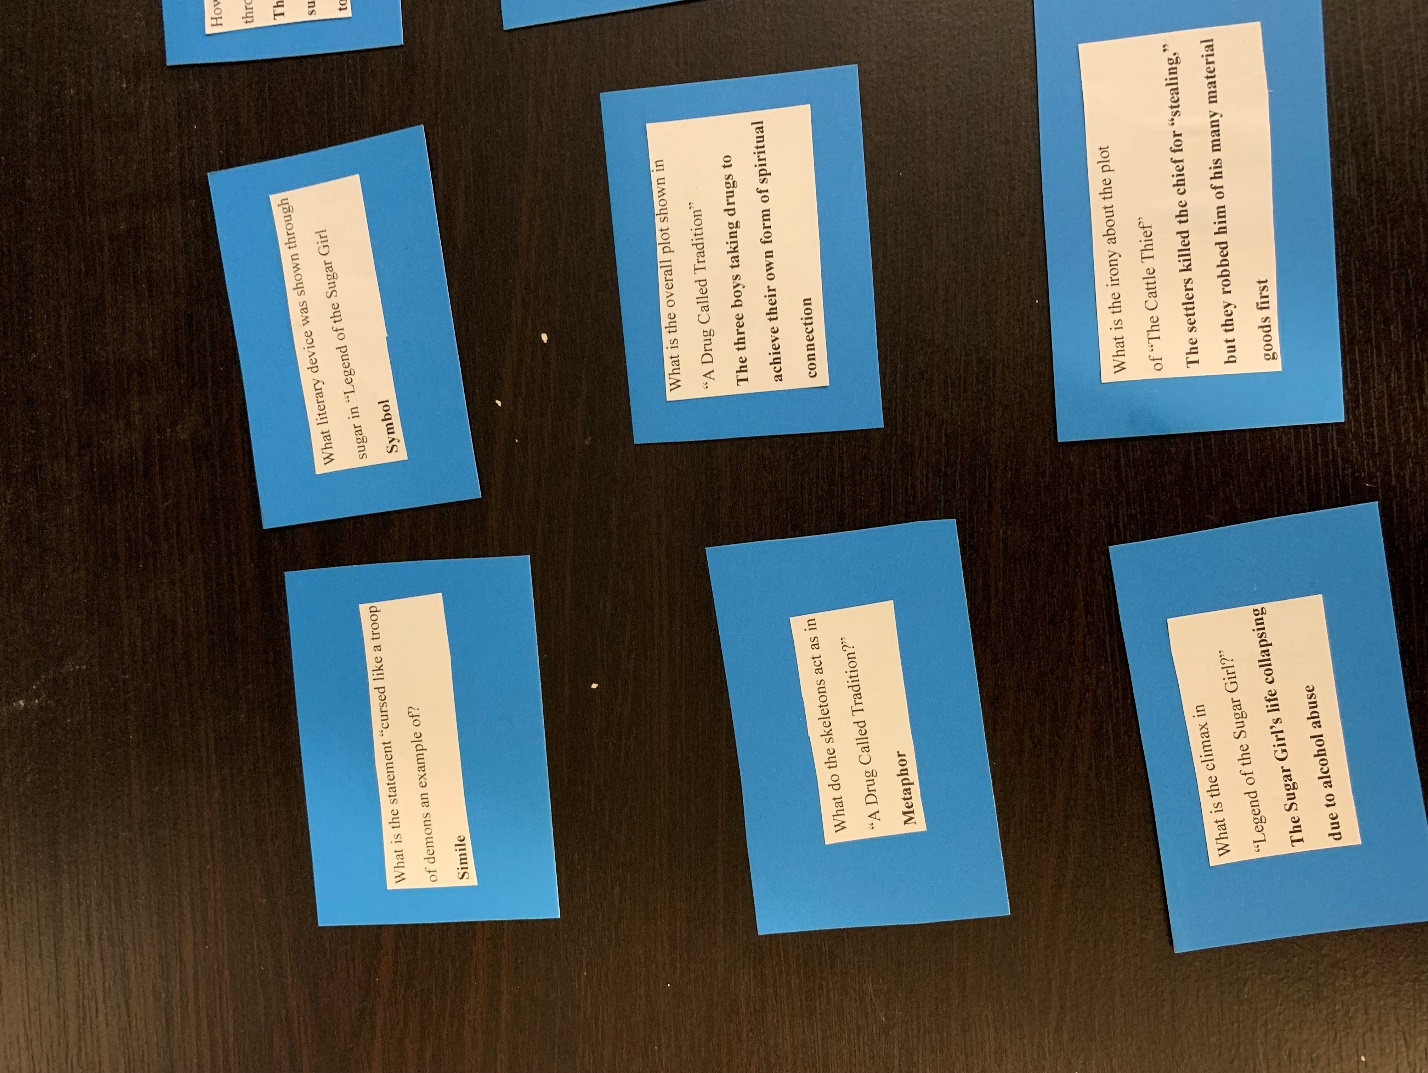 How
thro
Th
su
to
What literary device was shown through
sugar in “Legend of the Sugar Girl
Symbol
What is the statement “cursed like a troop
of demons an example of?
Simile
What is the overall plot shown in
“A Drug Called Tradition”
The three boys taking drugs to
achieve their own form of spiritual
connection
What do the skeletons act as in
“A Drug Called Tradition?”
Metaphor
What is the irony about the plot
of “The Cattle Thief”
The settlers killed the chief for “stealing,”
but they robbed him of his many material
goods first
What is the climax in
“Legend of the Sugar Girl?”
The Sugar Girl’s life collapsing
due to alcohol abuse